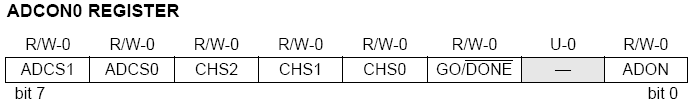 ADCON0 REGISTER
R/W-0 R/W-0 R/W-0 R/W-0 R/W-0 R/W-0 U-0 R/W-0
ADCS1 ADCS0 CHS2 CHS1 CHS0 GO/D̅O̅N̅E̅ — ADON
bit 7 bit 0